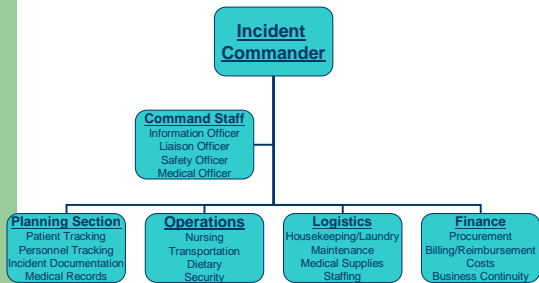 Incident
Commander
Command Staff
Information Officer
Liaison Officer
Safety Officer
Medical Officer
Planning Section
Patient Tracking
Personnel Tracking
Incident Documentation
Medical Records
Operations
Nursing
Transportation
Dietary
Security
Logistics
Housekeeping/Laundry
Maintenance
Medical Supplies
Staffing
Finance
Procurement
Billing/Reimbursement
Costs
Business Continuity